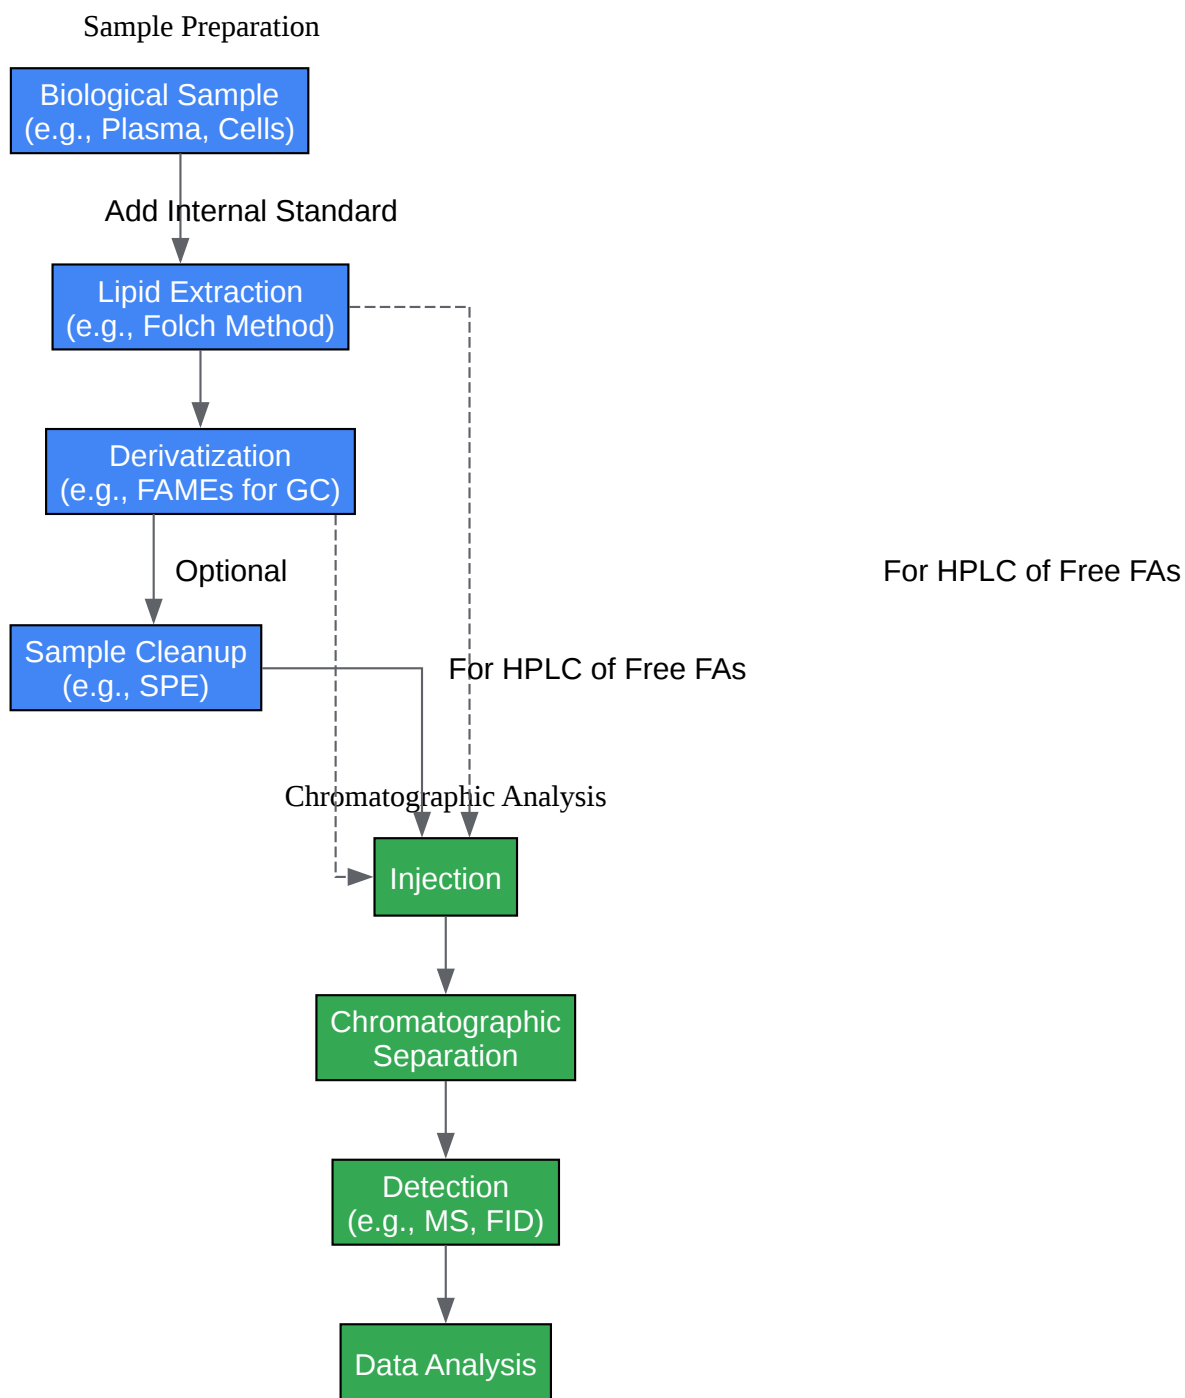 Sample Preparation
Biological Sample
(e.g., Plasma, Cells)
Add Internal Standard
Lipid Extraction
(e.g., Folch Method)
Derivatization
(e.g., FAMEs for GC)
Optional
For HPLC of Free FAs
Sample Cleanup
(e.g., SPE)
For HPLC of Free FAs
Chromatographic Analysis
Injection
Chromatographic
Separation
Detection
(e.g., MS, FID)
Data Analysis